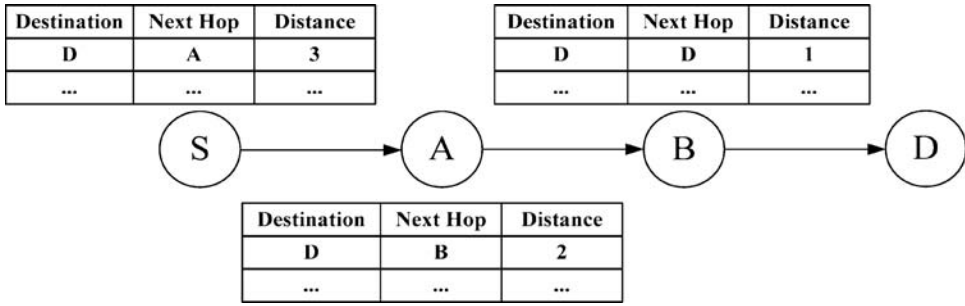 Destination Next Hop Distance
D A 3
... ... ...
Destination Next Hop Distance
D D 1
... ... ...
S A B D
Destination Next Hop Distance
D B 2
... ... ...